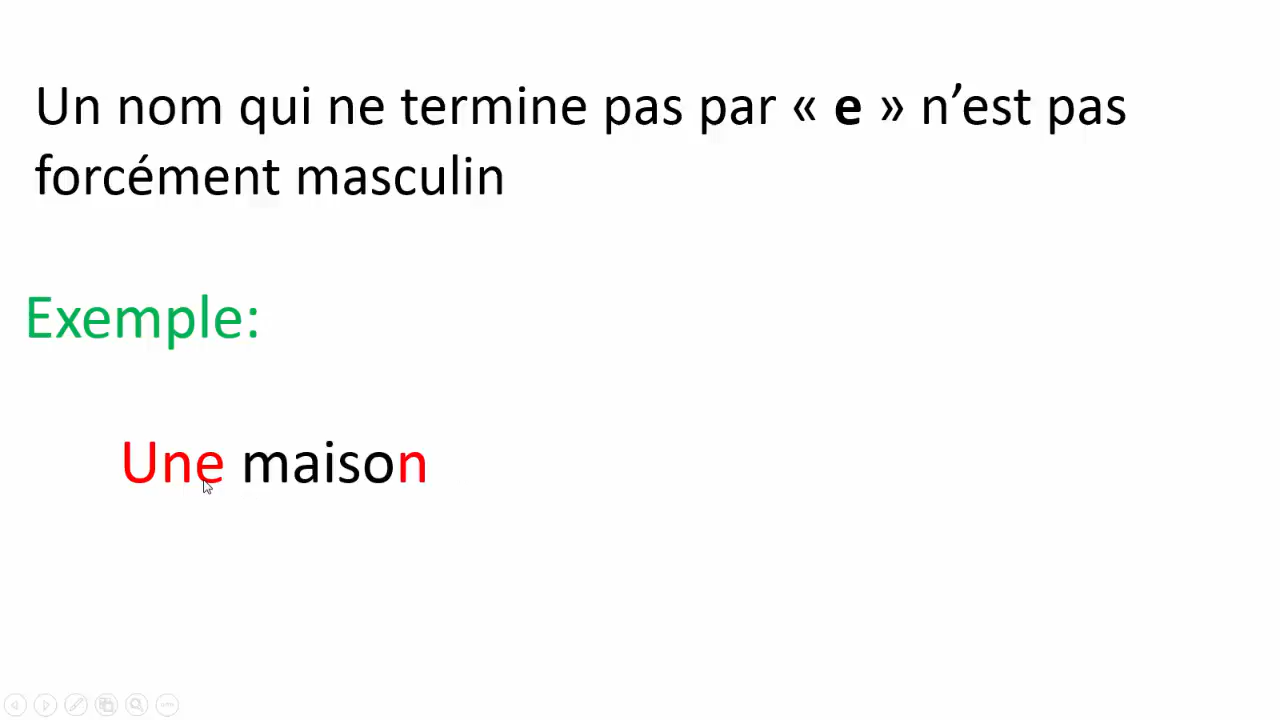 Un nom qui ne termine pas par « e » n’est pas
forcément masculin
Exemple:
Une maison